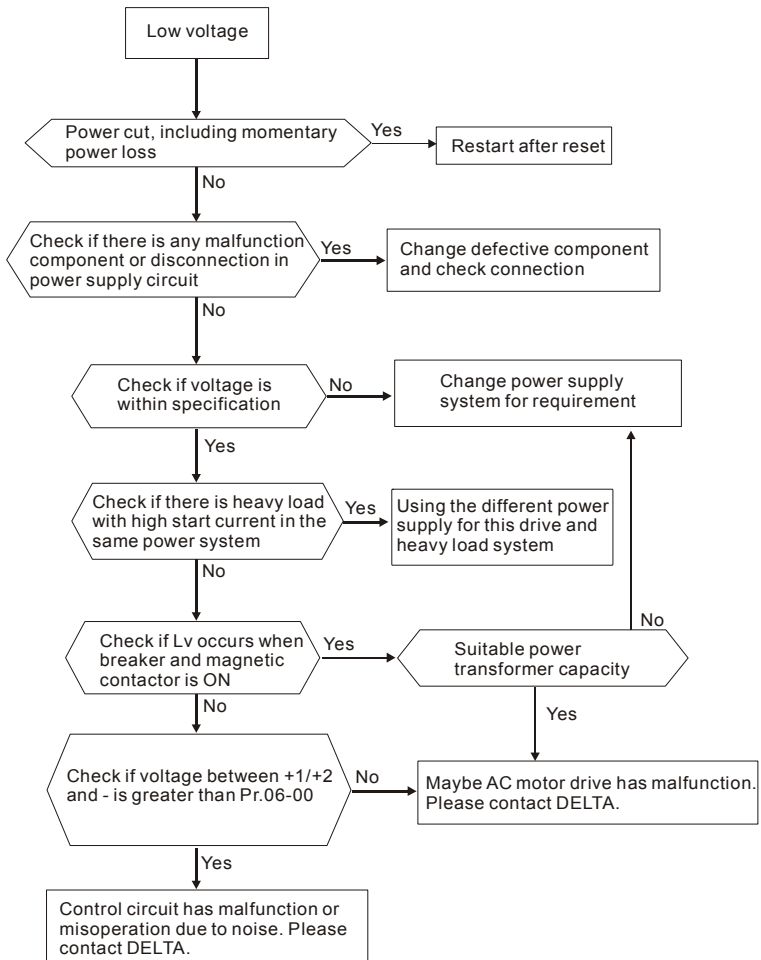 Low voltage
Power cut, including momentary
power loss
Yes
Restart after reset
No
Check if there is any malfunction
component or disconnection in
power supply circuit
Yes
Change defective component
and check connection
No
Check if voltage is
within specification
No
Change power supply
system for requirement
Yes
Check if there is heavy load
with high start current in the
same power system
Yes
Using the different power
supply for this drive and
heavy load system
No
Check if Lv occurs when
breaker and magnetic
contactor is ON
Yes
Suitable power
transformer capacity
No
No
Yes
Check if voltage between +1/+2
and - is greater than Pr.06-00
No
Maybe AC motor drive has malfunction.
Please contact DELTA.
Yes
Control circuit has malfunction or
misoperation due to noise. Please
contact DELTA.